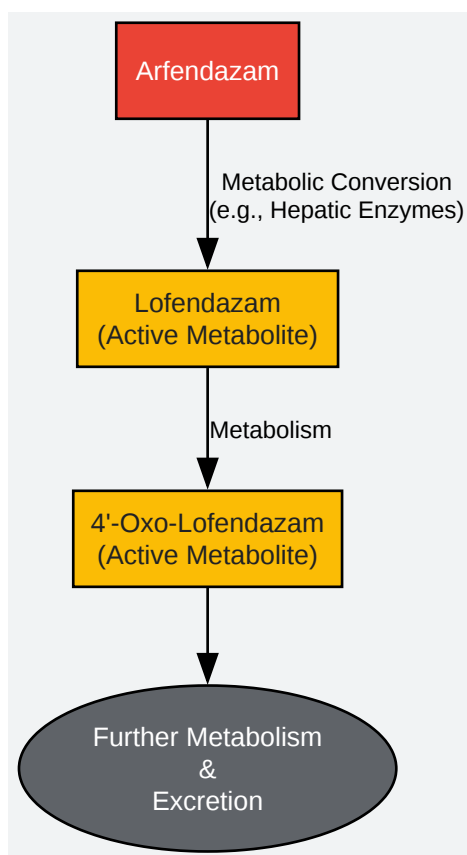 Arfendazam
Metabolic Conversion
(e.g., Hepatic Enzymes)
Lofendazam
(Active Metabolite)
Metabolism
4'-Oxo-Lofendazam
(Active Metabolite)
Further Metabolism
&
Excretion